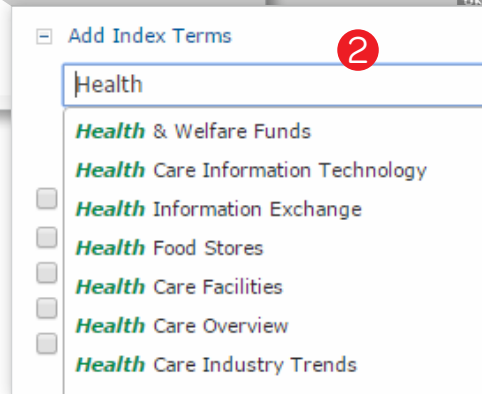 Add Index Terms
2
Health
Health & Welfare Funds
Health Care Information Technology
Health Information Exchange
Health Food Stores
Health Care Facilities
Health Care Overview
Health Care Industry Trends